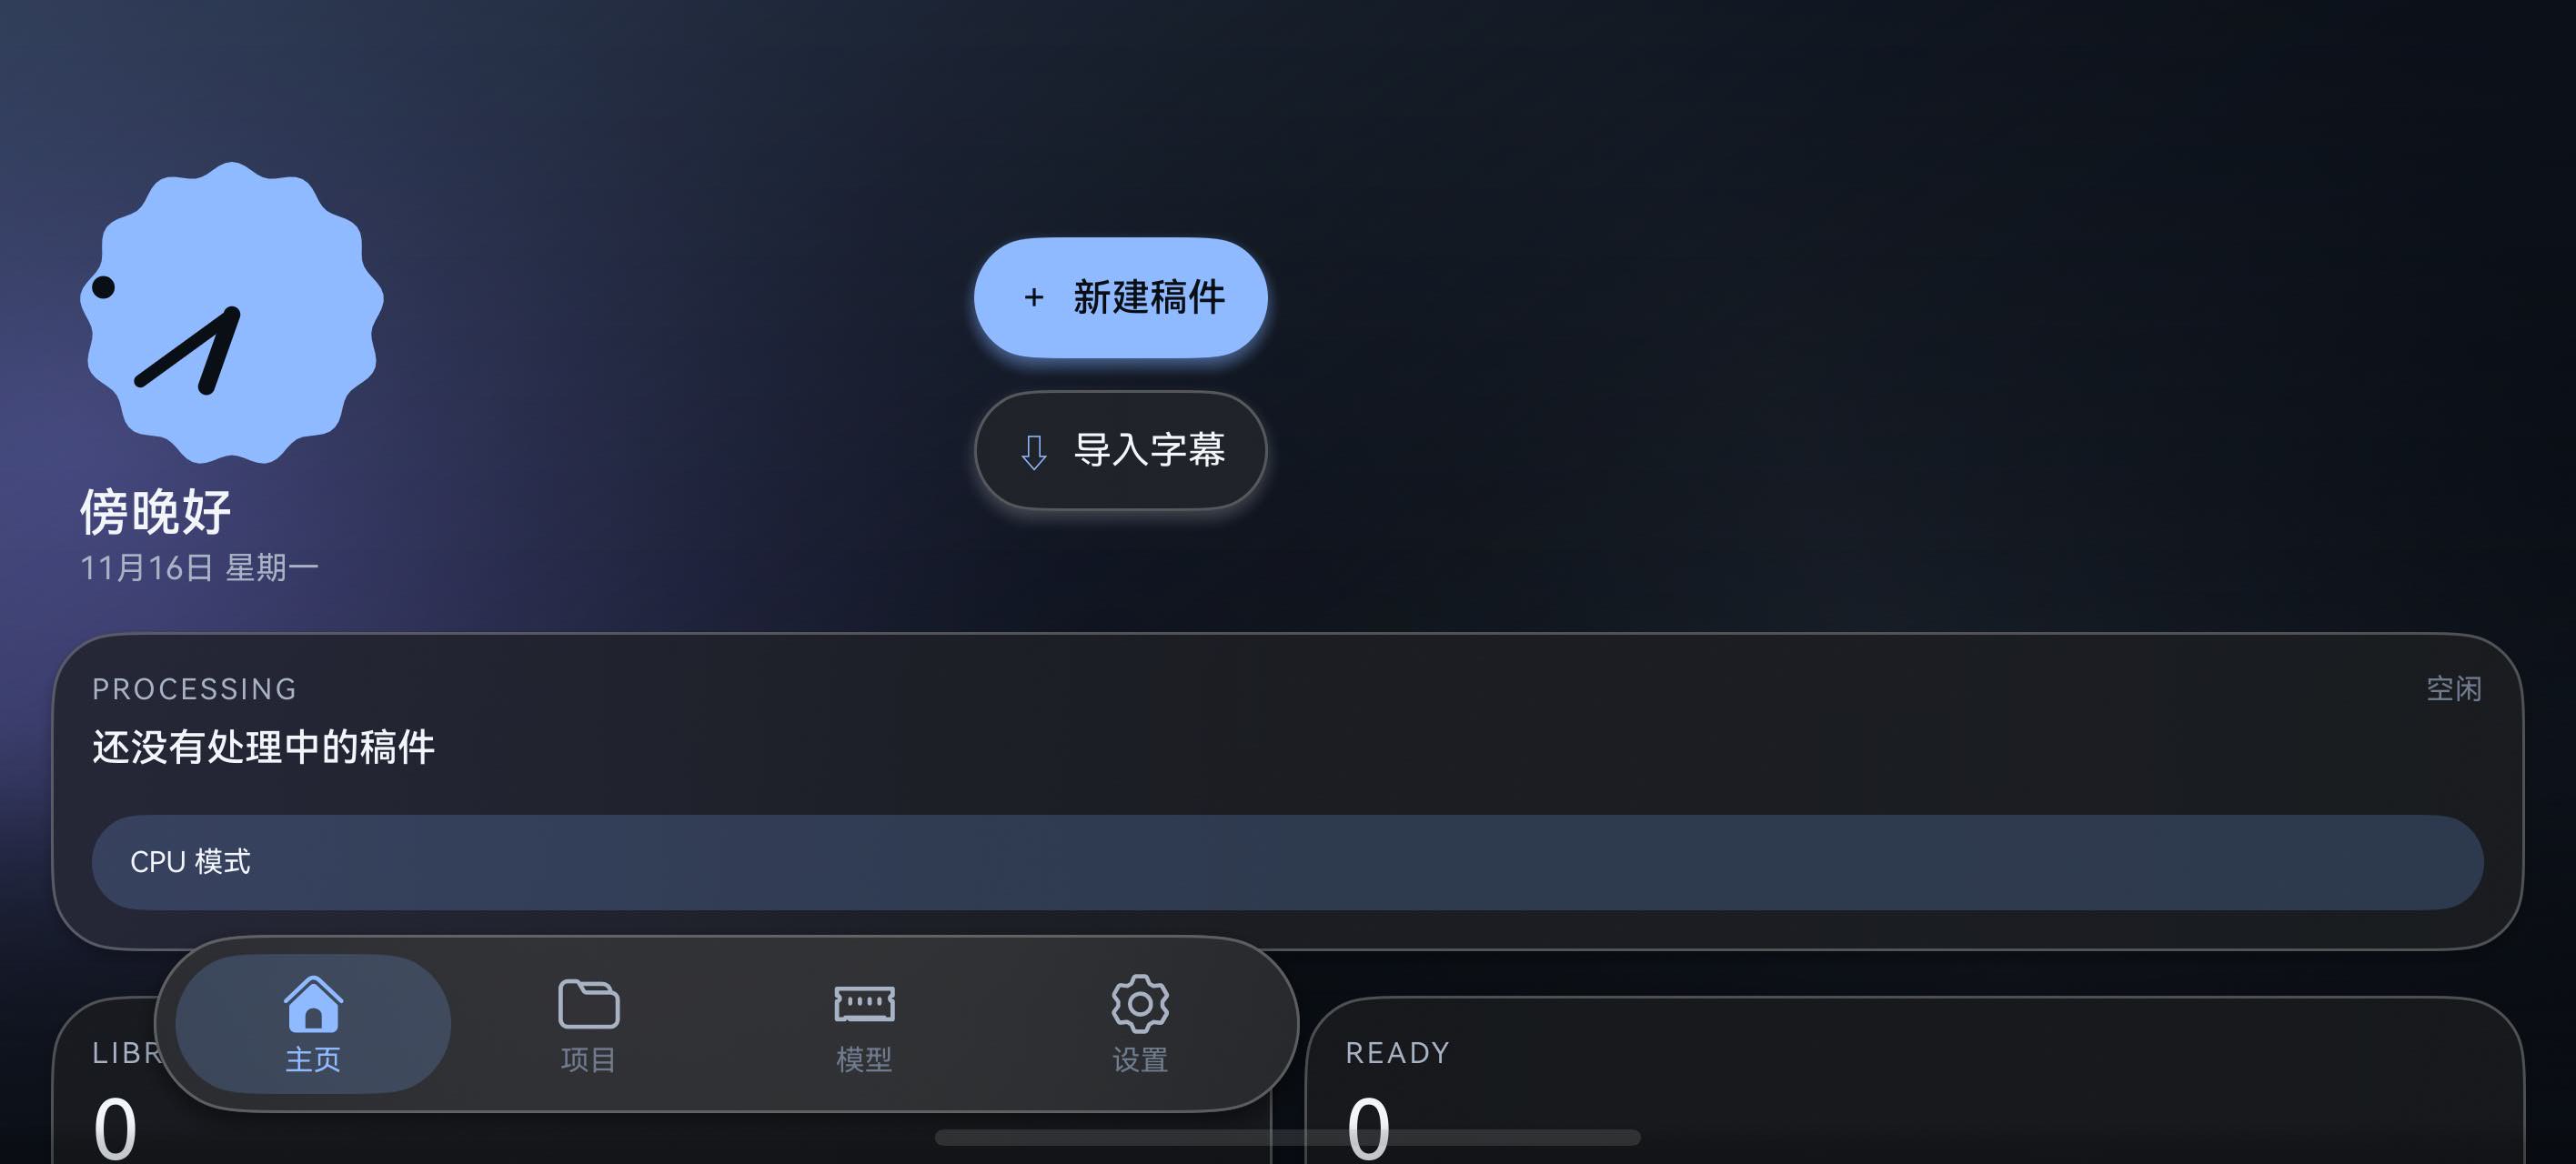 + 新建稿件
导入字幕
傍晚好
11月16日 星期一
PROCESSING
空闲
还没有处理中的稿件
CPU 模式
LIBR
READY
0
0
主页
项目
模型
设置